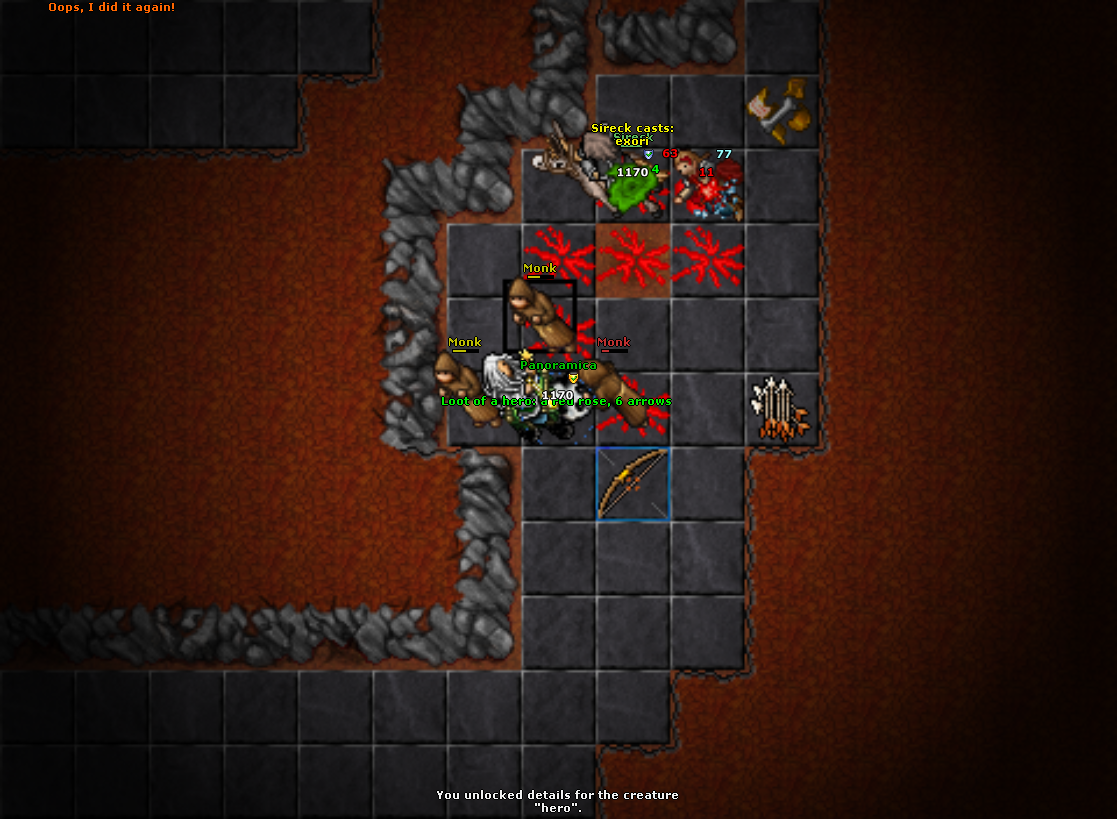 Oops, I did it again!
Sireck casts:
exori
Sireck
63
77
1170
4
11
Monk
Monk
Monk
Panoramica
1170
Loot of a hero: a red rose, 6 arrows
You unlocked details for the creature
"hero".